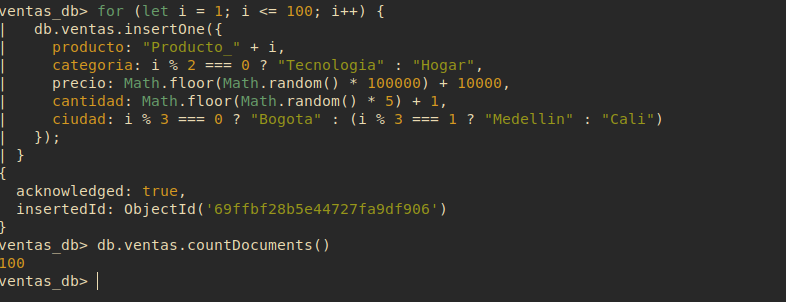 ventas_db> for (let i = 1; i <= 100; i++) {
|   db.ventas.insertOne({
|     producto: "Producto_" + i,
|     categoria: i % 2 === 0 ? "Tecnologia" : "Hogar",
|     precio: Math.floor(Math.random() * 100000) + 10000,
|     cantidad: Math.floor(Math.random() * 5) + 1,
|     ciudad: i % 3 === 0 ? "Bogota" : (i % 3 === 1 ? "Medellin" : "Cali")
|   });
| }
{
  acknowledged: true,
  insertedId: ObjectId('69ffbf28b5e44727fa9df906')
}
ventas_db> db.ventas.countDocuments()
100
ventas_db>